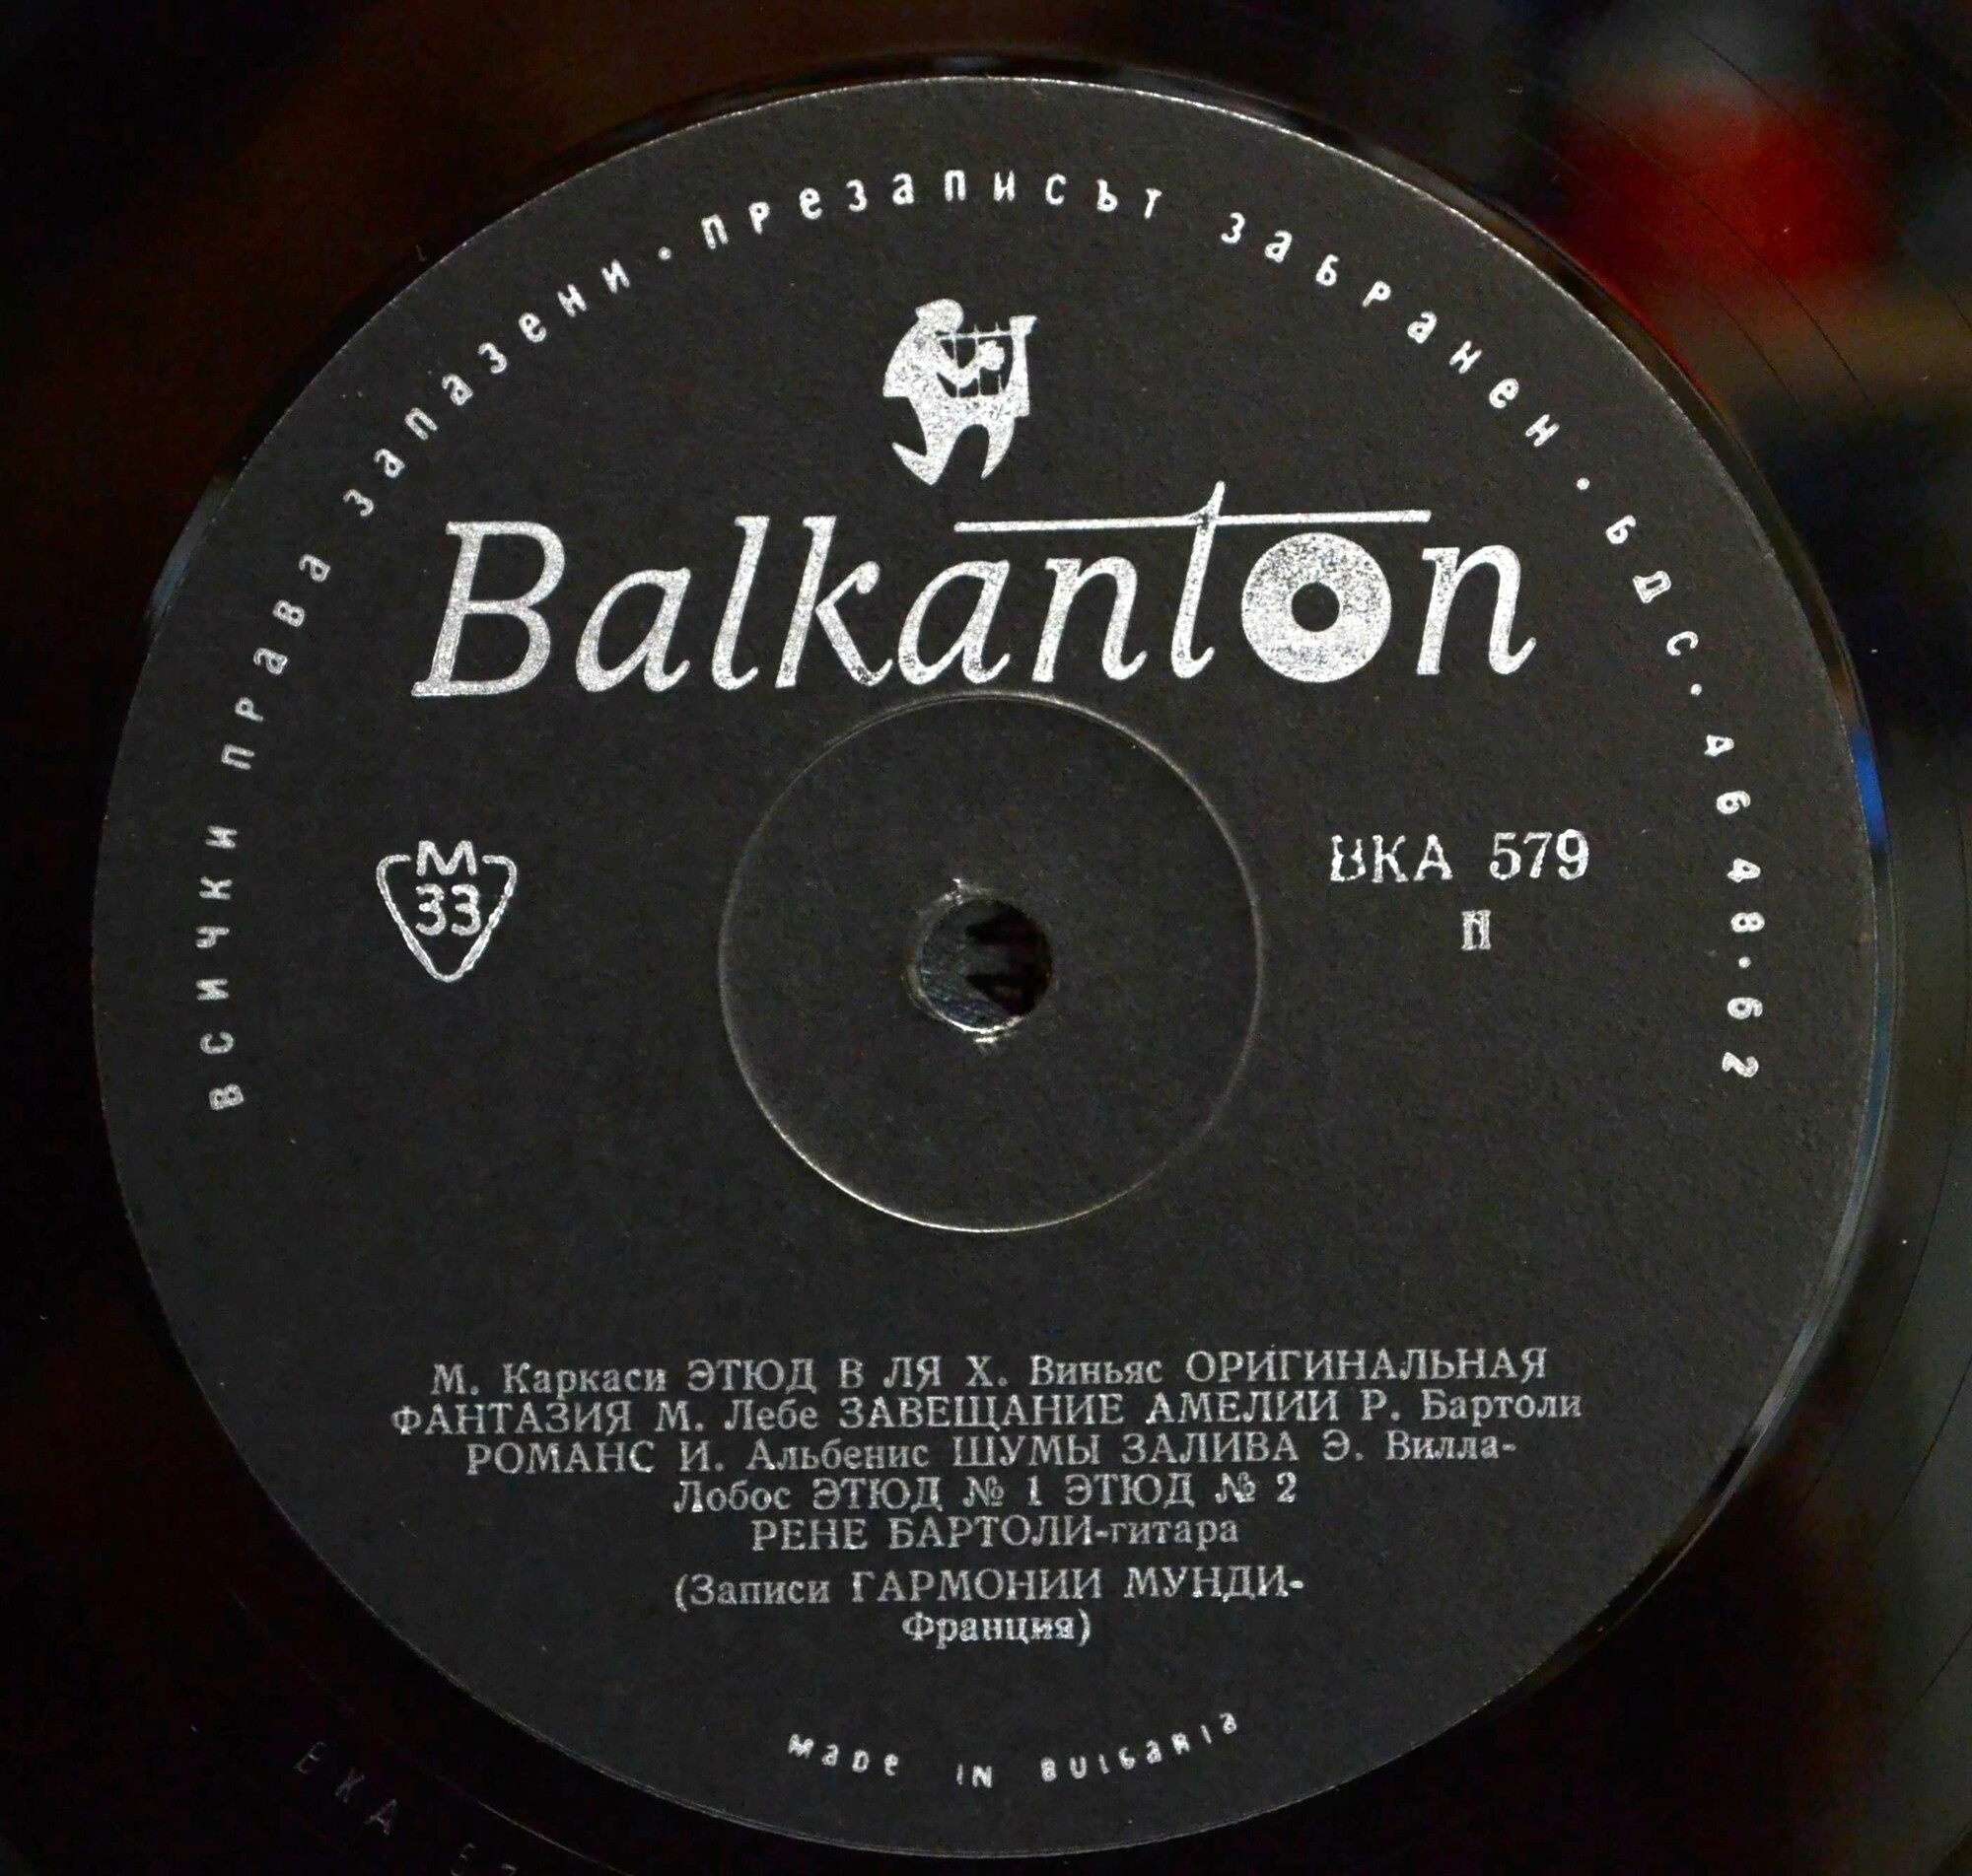 всички права запазени · презаписът забранен · бдс · 4648 · 62
Balkanton
М
33
ВКА 579
II
М. Каркаси ЭТЮД В ЛЯ Х. Виньяс ОРИГИНАЛЬНАЯ
ФАНТАЗИЯ М. Лебе ЗАВЕЩАНИЕ АМЕЛИИ Р. Бартоли
РОМАНС И. Альбенис ШУМЫ ЗАЛИВА Э. Вилла-
Лобос ЭТЮД № 1 ЭТЮД № 2
РЕНЕ БАРТОЛИ-гитара
(Записи ГАРМОНИИ МУНДИ-
Франция)
MADE IN BULGARIA